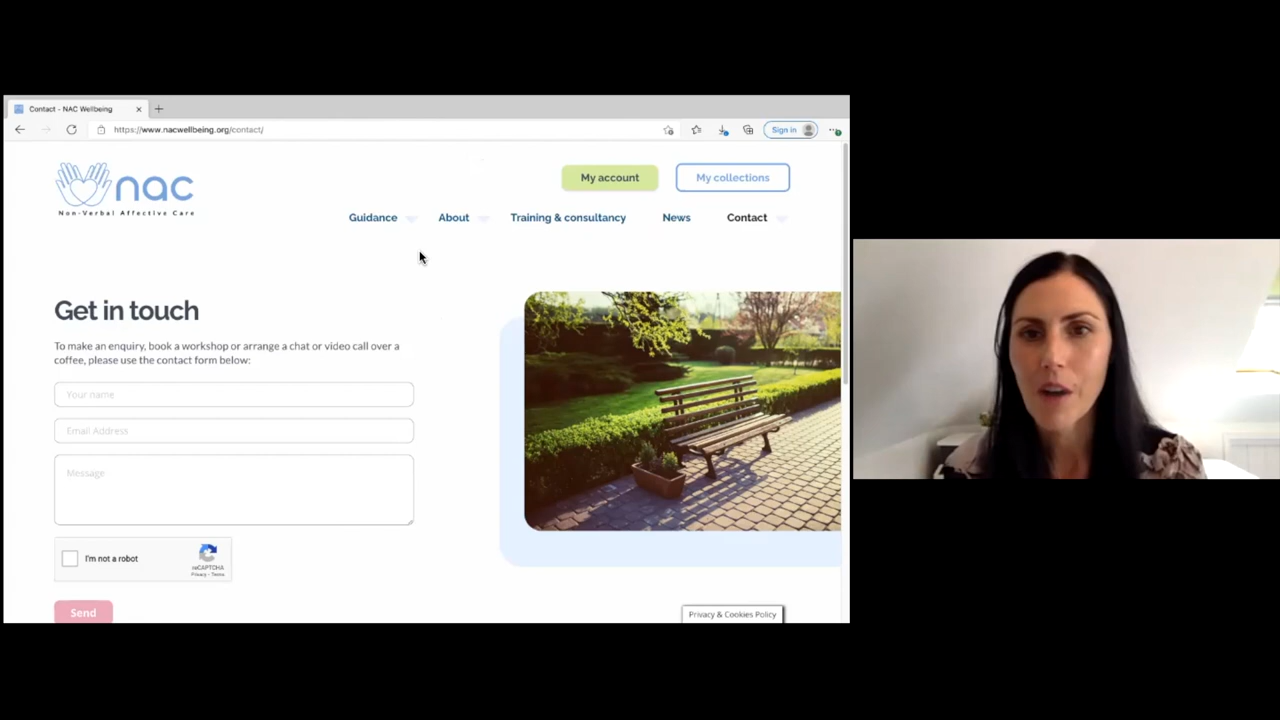 Contact - NAC Wellbeing
https://www.nacwellbeing.org/contact/
Sign in
nac
Non-Verbal Affective Care
My account
My collections
Guidance
About
Training & consultancy
News
Contact
Get in touch
To make an enquiry, book a workshop or arrange a chat or video call over a
coffee, please use the contact form below:
Your name
Email Address
Message
I'm not a robot
reCAPTCHA
Privacy - Terms
Send
Privacy & Cookies Policy